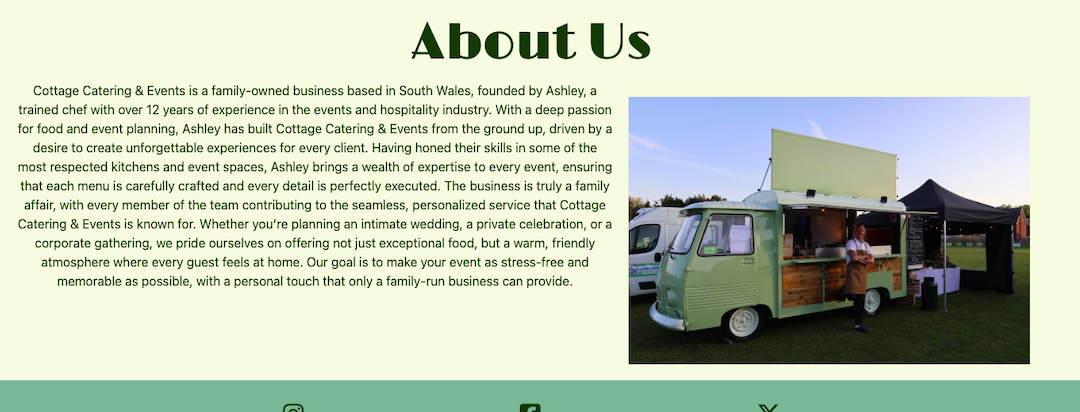 About Us
Cottage Catering & Events is a family-owned business based in South Wales, founded by Ashley, a
trained chef with over 12 years of experience in the events and hospitality industry. With a deep passion
for food and event planning, Ashley has built Cottage Catering & Events from the ground up, driven by a
desire to create unforgettable experiences for every client. Having honed their skills in some of the
most respected kitchens and event spaces, Ashley brings a wealth of expertise to every event, ensuring
that each menu is carefully crafted and every detail is perfectly executed. The business is truly a family
affair, with every member of the team contributing to the seamless, personalized service that Cottage
Catering & Events is known for. Whether you’re planning an intimate wedding, a private celebration, or a
corporate gathering, we pride ourselves on offering not just exceptional food, but a warm, friendly
atmosphere where every guest feels at home. Our goal is to make your event as stress-free and
memorable as possible, with a personal touch that only a family-run business can provide.